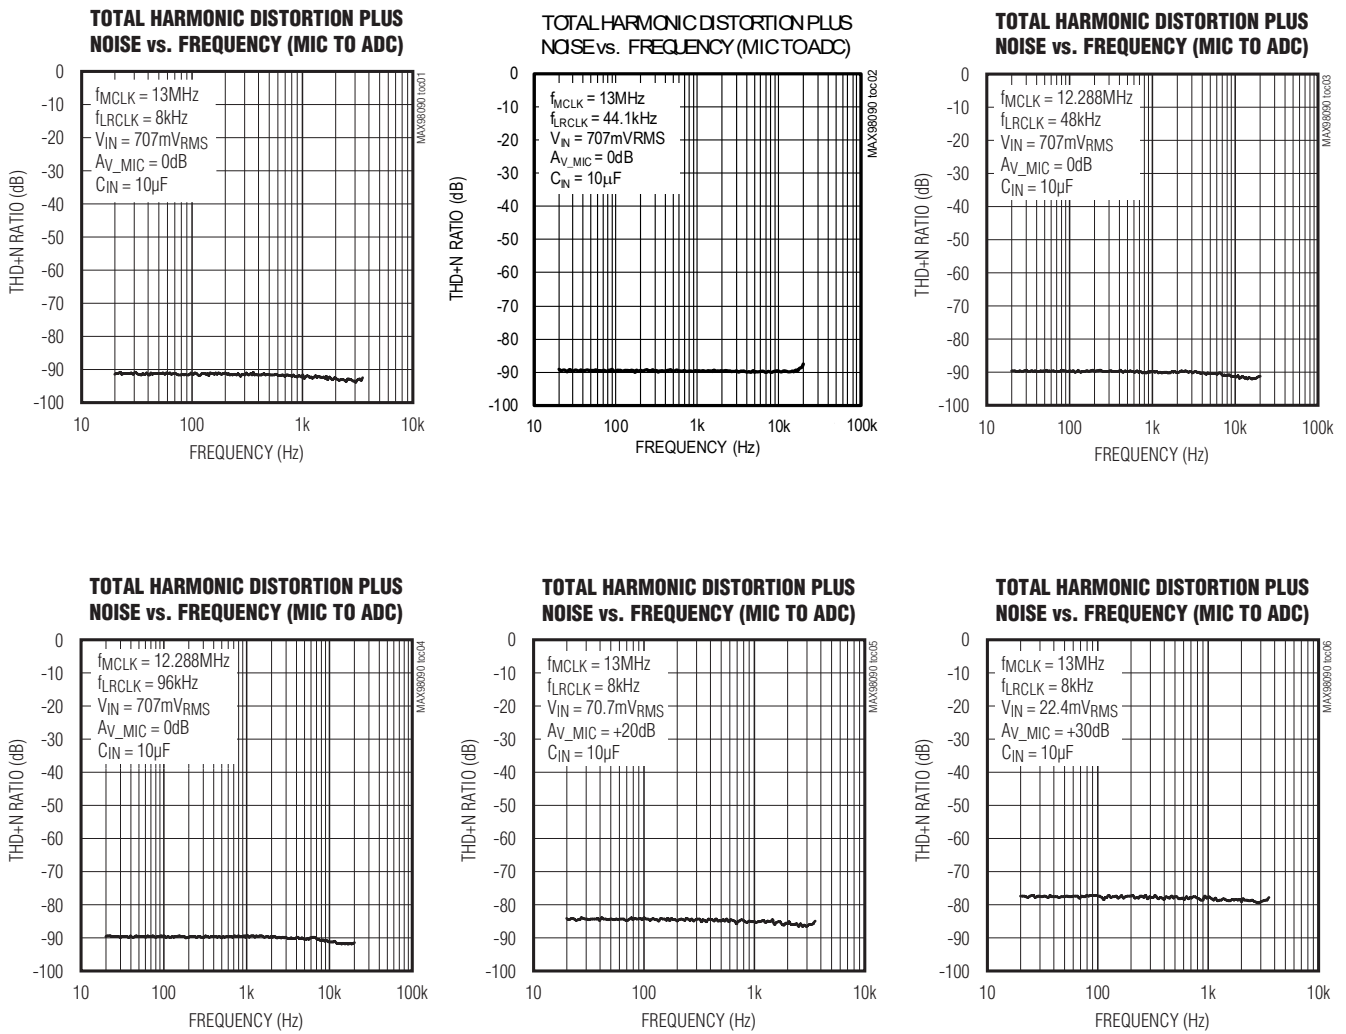 TOTAL HARMONIC DISTORTION PLUS
NOISE vs. FREQUENCY (MIC TO ADC)
MAX98090 toc01
fMCLK = 13MHz
fLRCLK = 8kHz
VIN = 707mVRMS
AV_MIC = 0dB
CIN = 10µF
THD+N RATIO (dB)
0
-10
-20
-30
-40
-50
-60
-70
-80
-90
-100
10
100
1k
10k
FREQUENCY (Hz)
TOTAL HARMONIC DISTORTION PLUS
NOISE vs. FREQUENCY (MIC TO ADC)
MAX98090 toc02
fMCLK = 13MHz
fLRCLK = 44.1kHz
VIN = 707mVRMS
AV_MIC = 0dB
CIN = 10µF
THD+N RATIO (dB)
0
-10
-20
-30
-40
-50
-60
-70
-80
-90
-100
10
100
1k
10k
100k
FREQUENCY (Hz)
TOTAL HARMONIC DISTORTION PLUS
NOISE vs. FREQUENCY (MIC TO ADC)
MAX98090 toc03
fMCLK = 12.288MHz
fLRCLK = 48kHz
VIN = 707mVRMS
AV_MIC = 0dB
CIN = 10µF
THD+N RATIO (dB)
0
-10
-20
-30
-40
-50
-60
-70
-80
-90
-100
10
100
1k
10k
100k
FREQUENCY (Hz)
TOTAL HARMONIC DISTORTION PLUS
NOISE vs. FREQUENCY (MIC TO ADC)
MAX98090 toc04
fMCLK = 12.288MHz
fLRCLK = 96kHz
VIN = 707mVRMS
AV_MIC = 0dB
CIN = 10µF
THD+N RATIO (dB)
0
-10
-20
-30
-40
-50
-60
-70
-80
-90
-100
10
100
1k
10k
100k
FREQUENCY (Hz)
TOTAL HARMONIC DISTORTION PLUS
NOISE vs. FREQUENCY (MIC TO ADC)
MAX98090 toc05
fMCLK = 13MHz
fLRCLK = 8kHz
VIN = 70.7mVRMS
AV_MIC = +20dB
CIN = 10µF
THD+N RATIO (dB)
0
-10
-20
-30
-40
-50
-60
-70
-80
-90
-100
10
100
1k
10k
FREQUENCY (Hz)
TOTAL HARMONIC DISTORTION PLUS
NOISE vs. FREQUENCY (MIC TO ADC)
MAX98090 toc06
fMCLK = 13MHz
fLRCLK = 8kHz
VIN = 22.4mVRMS
AV_MIC = +30dB
CIN = 10µF
THD+N RATIO (dB)
0
-10
-20
-30
-40
-50
-60
-70
-80
-90
-100
10
100
1k
10k
FREQUENCY (Hz)